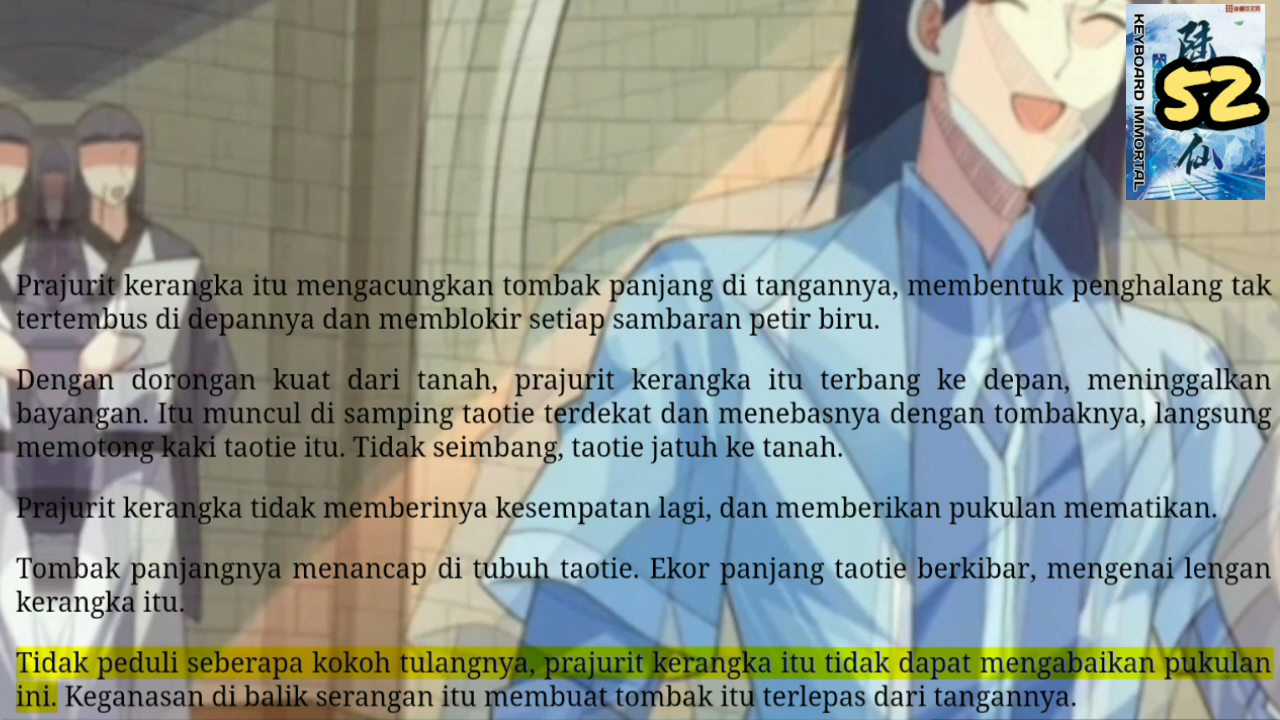 KEYBOARD IMMORTAL
陆
仙
52
Prajurit kerangka itu mengacungkan tombak panjang di tangannya, membentuk penghalang tak
tertembus di depannya dan memblokir setiap sambaran petir biru.
Dengan dorongan kuat dari tanah, prajurit kerangka itu terbang ke depan, meninggalkan
bayangan. Itu muncul di samping taotie terdekat dan menebasnya dengan tombaknya, langsung
memotong kaki taotie itu. Tidak seimbang, taotie jatuh ke tanah.
Prajurit kerangka tidak memberinya kesempatan lagi, dan memberikan pukulan mematikan.
Tombak panjangnya menancap di tubuh taotie. Ekor panjang taotie berkibar, mengenai lengan
kerangka itu.
Tidak peduli seberapa kokoh tulangnya, prajurit kerangka itu tidak dapat mengabaikan pukulan
ini. Keganasan di balik serangan itu membuat tombak itu terlepas dari tangannya.